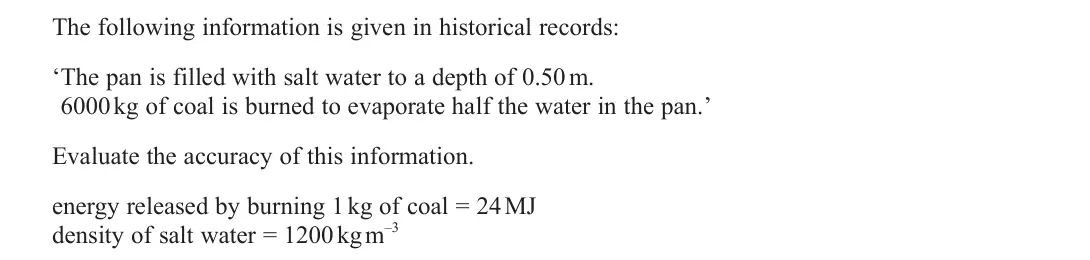 The following information is given in historical records:
‘The pan is filled with salt water to a depth of 0.50 m.
6000 kg of coal is burned to evaporate half the water in the pan.’
Evaluate the accuracy of this information.
energy released by burning 1 kg of coal = 24 MJ
density of salt water = 1200 kg m⁻³